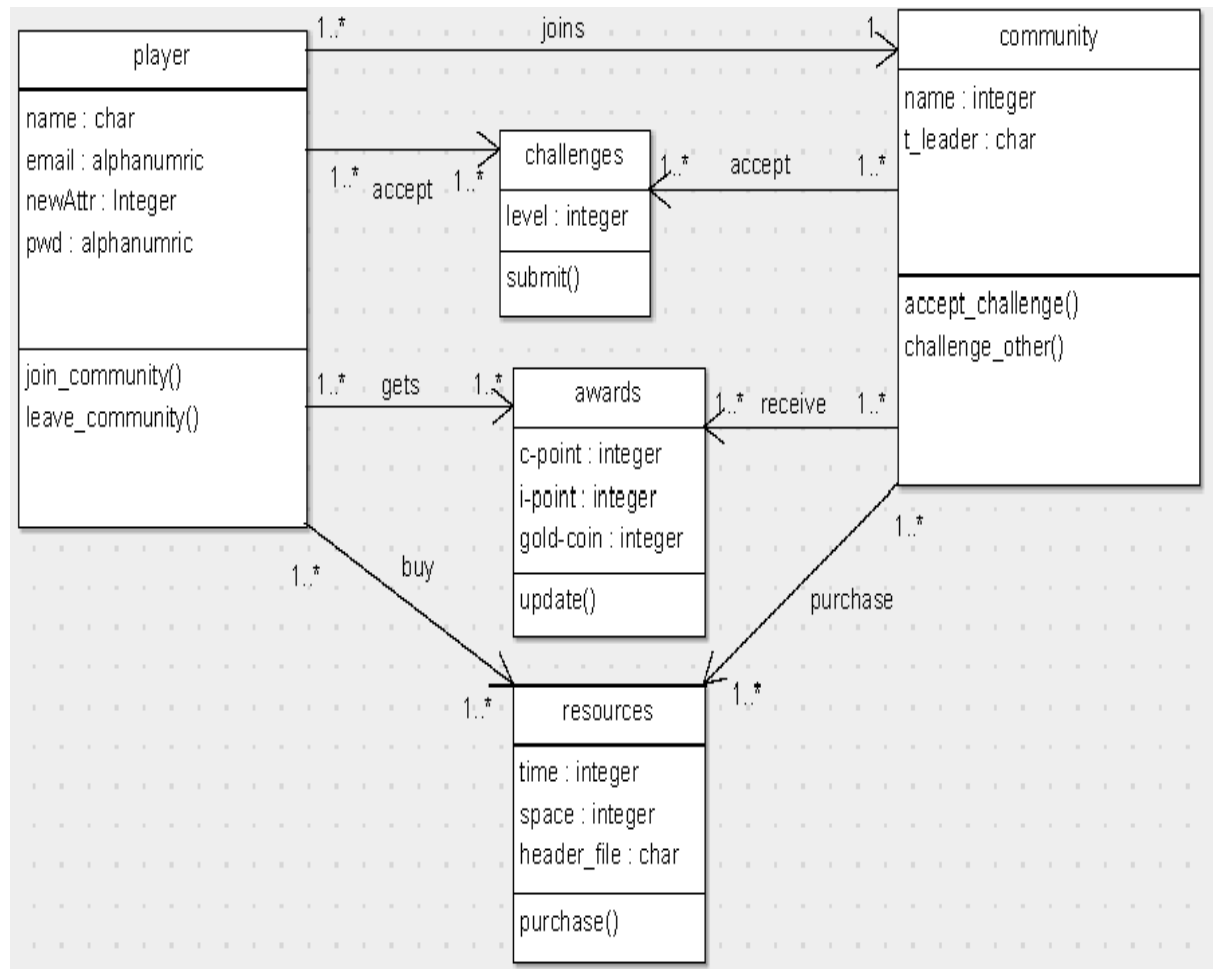 player
name : char
email : alphanumric
newAttr : Integer
pwd : alphanumric
join_community()
leave_community()
1..* joins 1
community
name : integer
t_leader : char
accept_challenge()
challenge_other()
1..* accept 1..*
challenges
level : integer
submit()
1..* accept 1..*
1..* gets 1..*
awards
c-point : integer
i-point : integer
gold-coin : integer
update()
1..* receive 1..*
1..* buy 1..*
1..* purchase 1..*
resources
time : integer
space : integer
header_file : char
purchase()